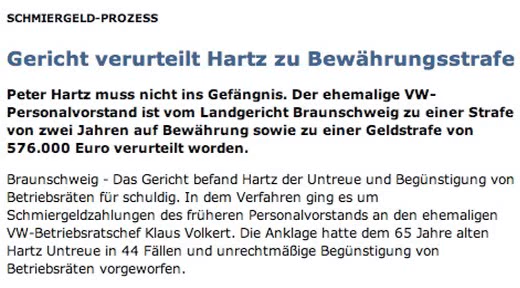 SCHMIERGELD-PROZESS
Gericht verurteilt Hartz zu Bewährungsstrafe
Peter Hartz muss nicht ins Gefängnis. Der ehemalige VW-
Personalvorstand ist vom Landgericht Braunschweig zu einer Strafe
von zwei Jahren auf Bewährung sowie zu einer Geldstrafe von
576.000 Euro verurteilt worden.
Braunschweig - Das Gericht befand Hartz der Untreue und Begünstigung von
Betriebsräten für schuldig. In dem Verfahren ging es um
Schmiergeldzahlungen des früheren Personalvorstands an den ehemaligen
VW-Betriebsratschef Klaus Volkert. Die Anklage hatte dem 65 Jahre alten
Hartz Untreue in 44 Fällen und unrechtmäßige Begünstigung von
Betriebsräten vorgeworfen.